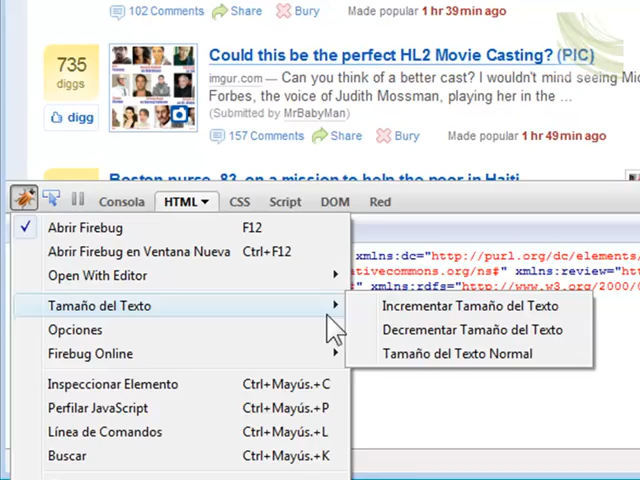 102 Comments Share Bury Made popular 1 hr 39min ago
735
diggs
digg
Could this be the perfect HL2 Movie Casting? (PIC)
imgur.com — Can you think of a better cast? I wouldn't mind seeing Mic
Forbes, the voice of Judith Mossman, playing her in the ...
(Submitted by MrBabyMan)
157 Comments Share Bury Made popular 1 hr 49min ago
Boston nurse, 83, on a mission to help the poor in Haiti
Consola HTML CSS Script DOM Red
Abrir Firebug F12
Abrir Firebug en Ventana Nueva Ctrl+F12
Open With Editor
Tamaño del Texto
Opciones
Firebug Online
Inspeccionar Elemento Ctrl+Mayús.+C
Perfilar JavaScript Ctrl+Mayús.+P
Línea de Comandos Ctrl+Mayús.+L
Buscar Ctrl+Mayús.+K
Incrementar Tamaño del Texto
Decrementar Tamaño del Texto
Tamaño del Texto Normal
xmlns:dc="http://purl.org/dc/elements/
ativecommons.org/ns#" xmlns:review="htt
" xmlns:rdfs="http://www.w3.org/2000/0